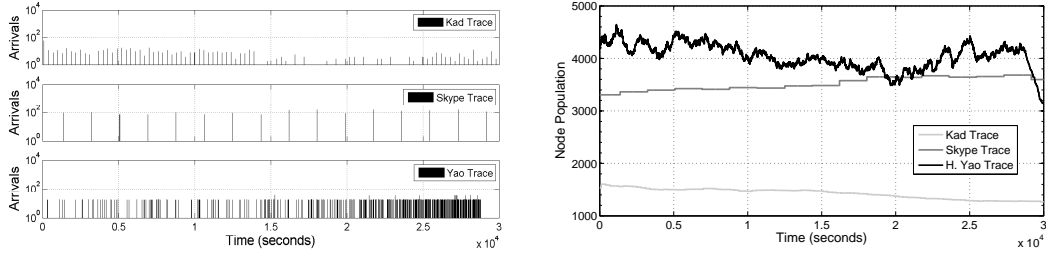 10^4
10^2
10^0
Arrivals
Kad Trace
10^4
10^2
10^0
Arrivals
Skype Trace
10^4
10^2
10^0
Arrivals
Yao Trace
0 0.5 1.0 1.5 2.0 2.5 3.0
Time (seconds)
x 10^4
5000
4000
3000
2000
1000
Node Population
Kad Trace
Skype Trace
H. Yao Trace
0 0.5 1 1.5 2 2.5 3
Time (seconds)
x 10^4